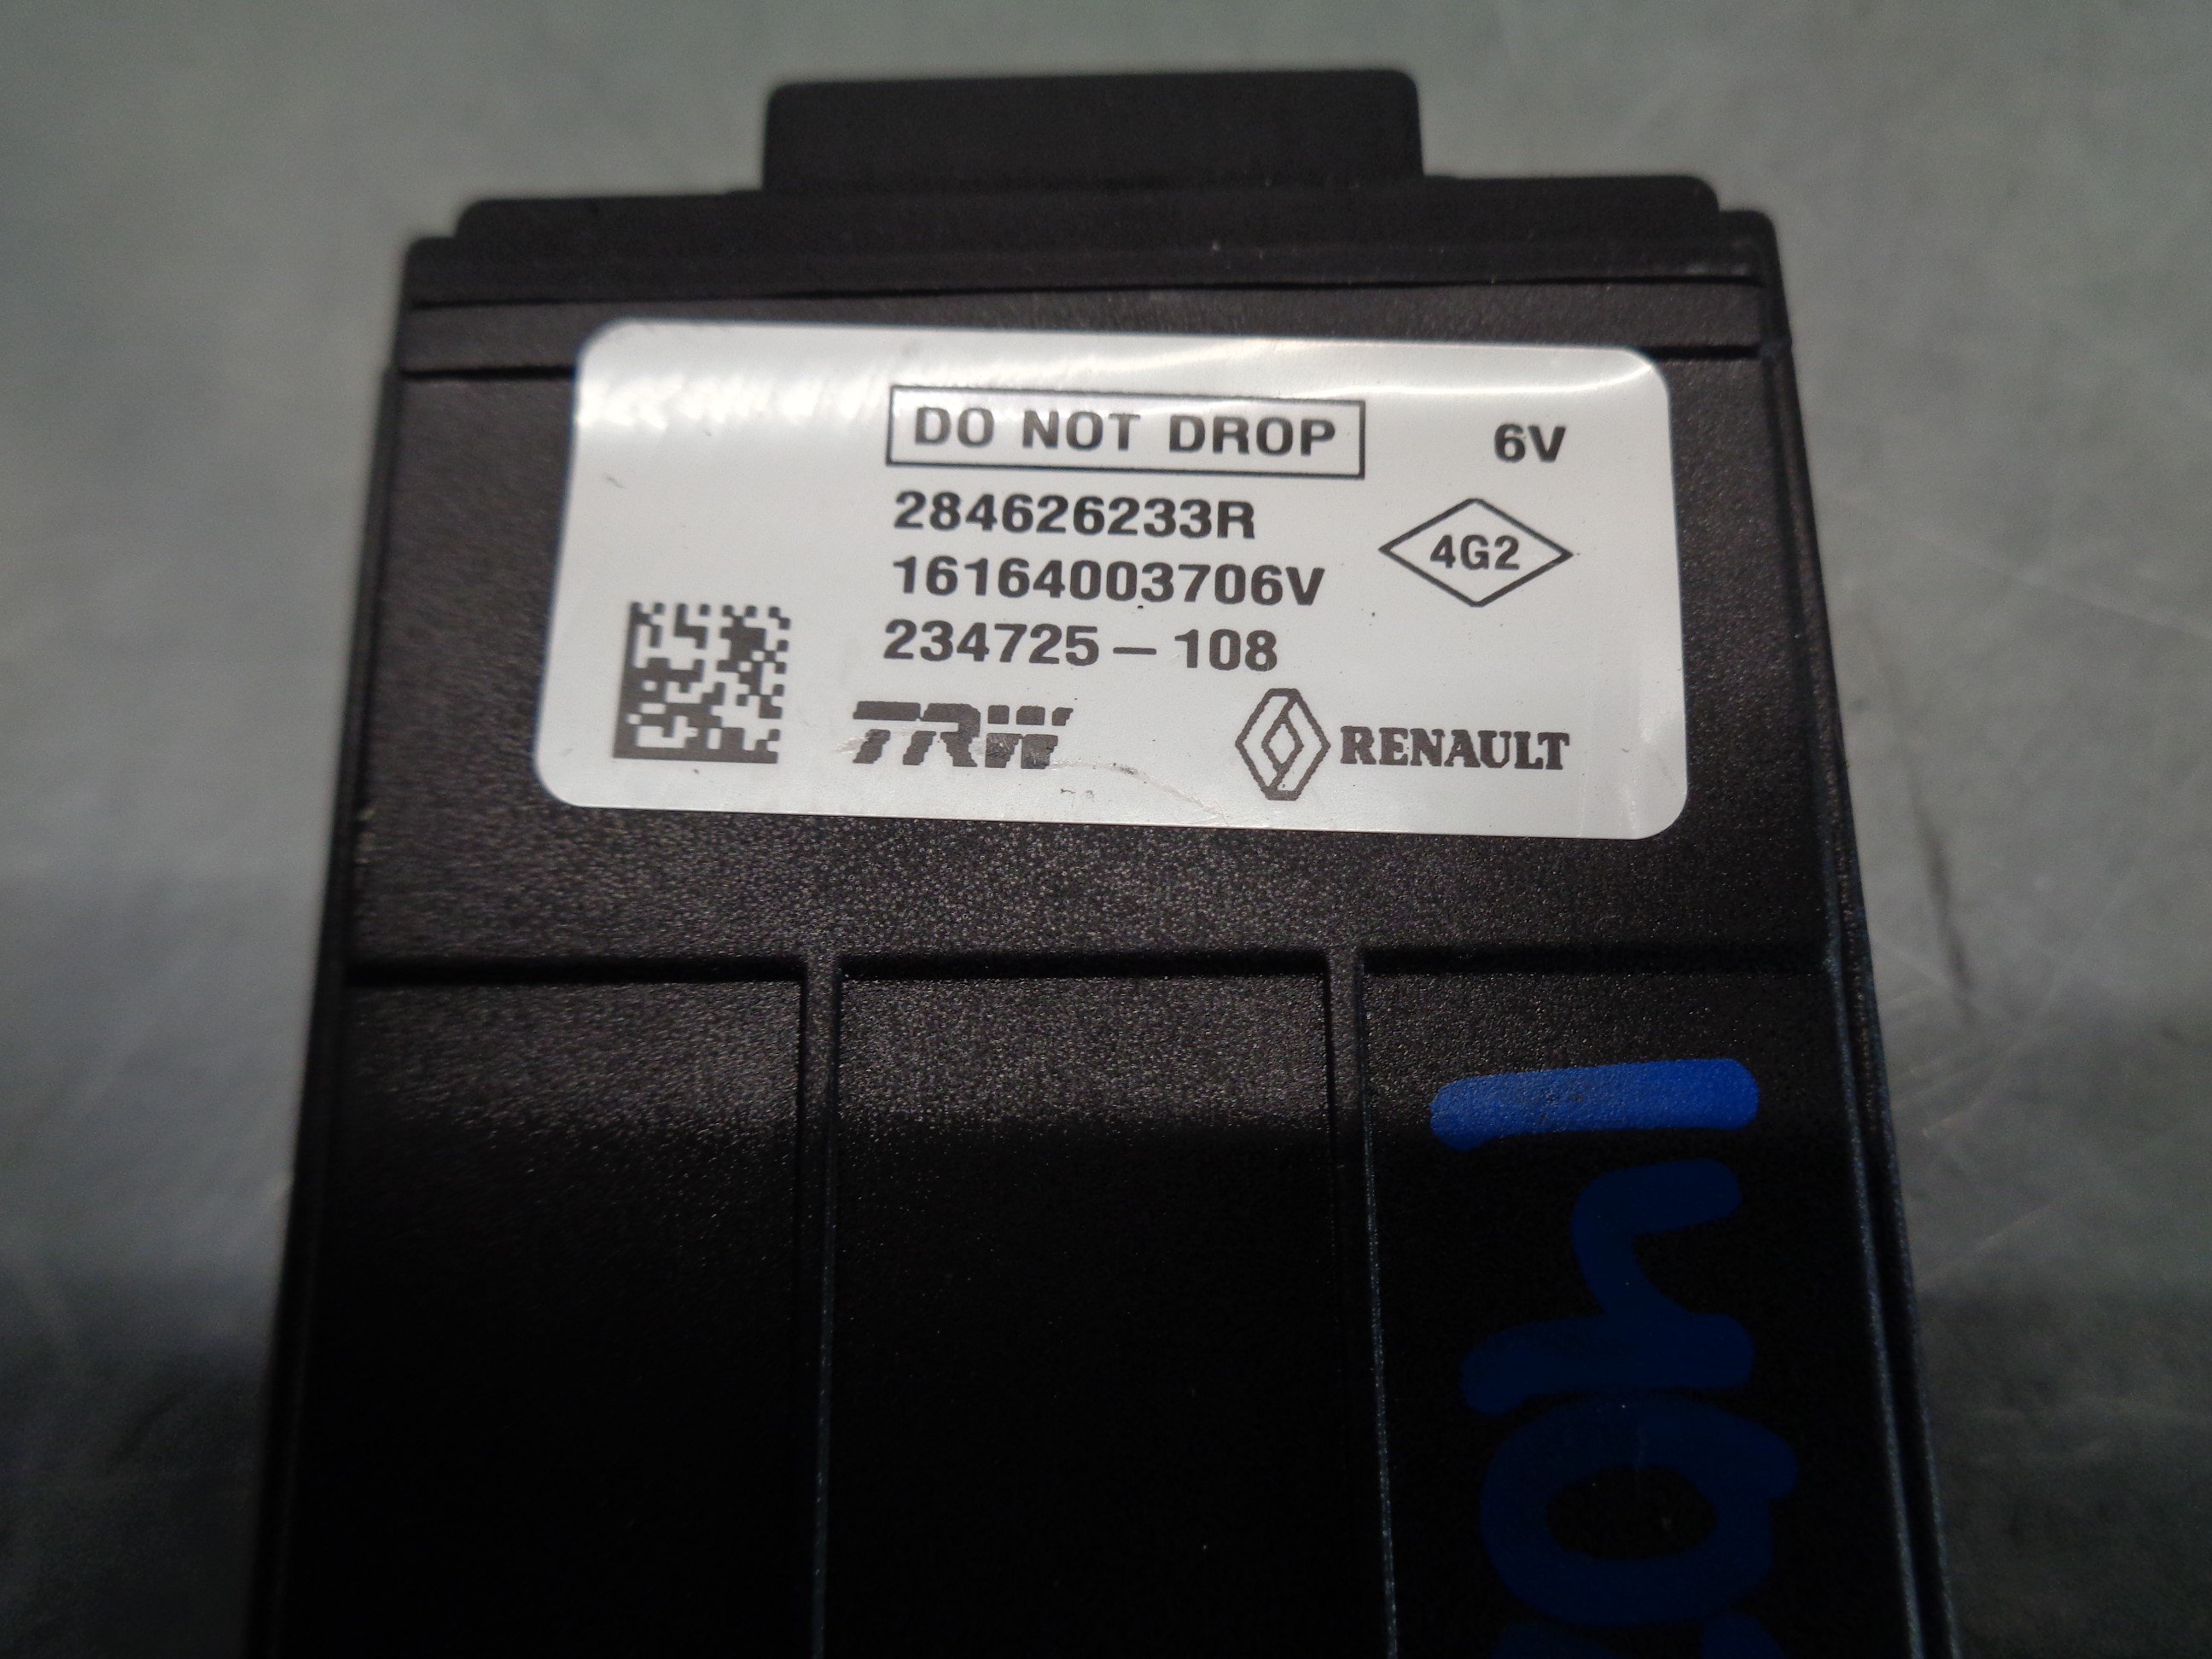 DO NOT DROP 6V
284626233R
16164003706V 4G2
234725-108
TRW RENAULT